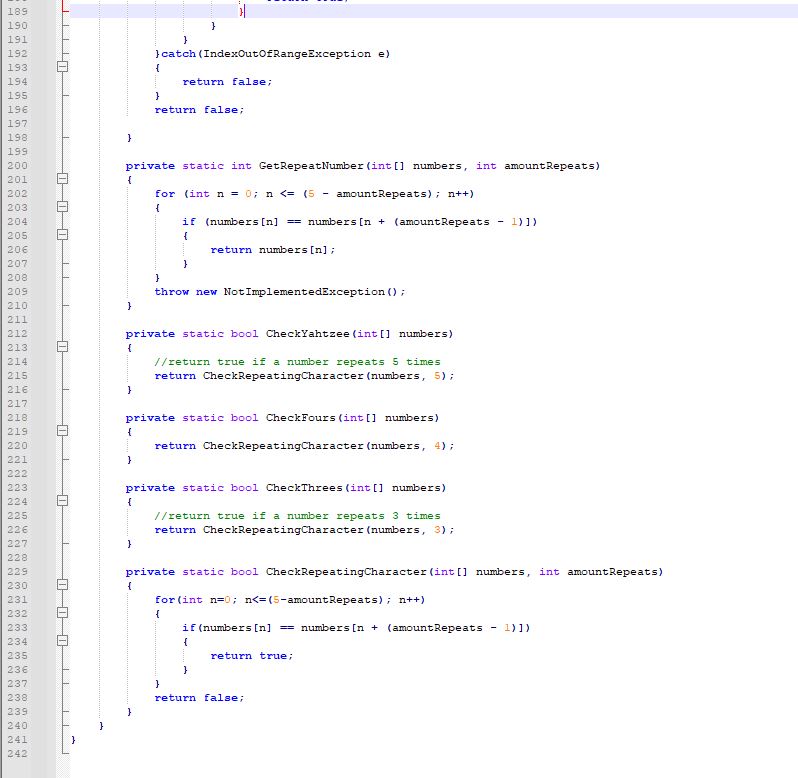 189 }
190 }
191 }
192 }catch(IndexOutOfRangeException e)
193 {
194 return false;
195 }
196 return false;
197
198 }
199
200 private static int GetRepeatNumber(int[] numbers, int amountRepeats)
201 {
202 for (int n = 0; n <= (5 - amountRepeats); n++)
203 {
204 if (numbers[n] == numbers[n + (amountRepeats - 1)])
205 {
206 return numbers[n];
207 }
208 }
209 throw new NotImplementedException();
210 }
211
212 private static bool CheckYahtzee(int[] numbers)
213 {
214 //return true if a number repeats 5 times
215 return CheckRepeatingCharacter(numbers, 5);
216 }
217
218 private static bool CheckFours(int[] numbers)
219 {
220 return CheckRepeatingCharacter(numbers, 4);
221 }
222
223 private static bool CheckThrees(int[] numbers)
224 {
225 //return true if a number repeats 3 times
226 return CheckRepeatingCharacter(numbers, 3);
227 }
228
229 private static bool CheckRepeatingCharacter(int[] numbers, int amountRepeats)
230 {
231 for(int n=0; n<=(5-amountRepeats); n++)
232 {
233 if(numbers[n] == numbers[n + (amountRepeats - 1)])
234 {
235 return true;
236 }
237 }
238 return false;
239 }
240 }
241 }
242